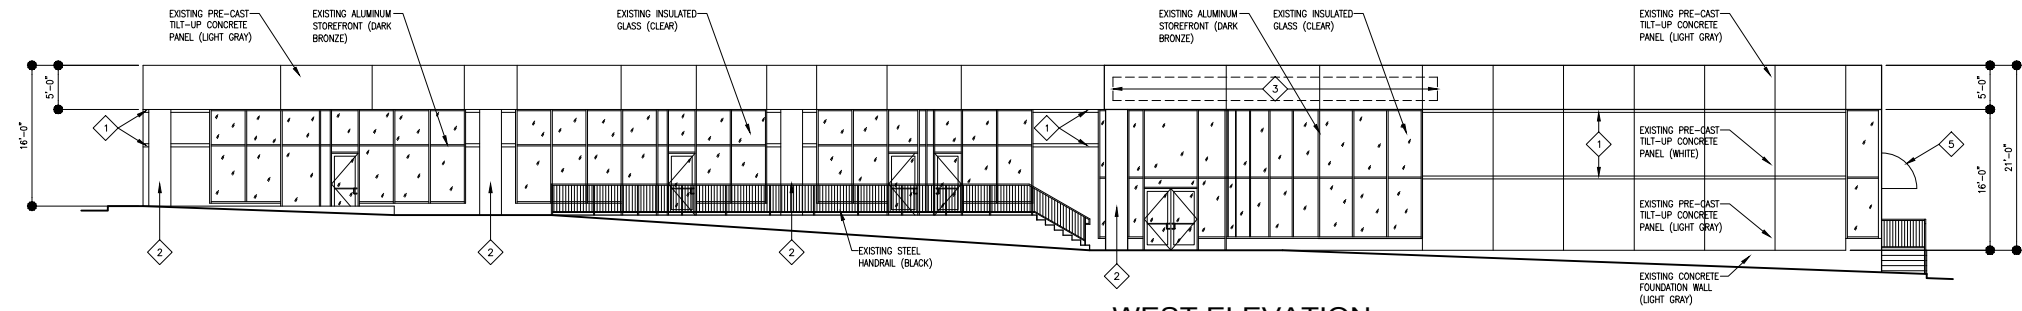 EXISTING PRE-CAST
TILT-UP CONCRETE
PANEL (LIGHT GRAY)
EXISTING ALUMINUM
STOREFRONT (DARK
BRONZE)
EXISTING INSULATED
GLASS (CLEAR)
EXISTING ALUMINUM
STOREFRONT (DARK
BRONZE)
EXISTING INSULATED
GLASS (CLEAR)
EXISTING PRE-CAST
TILT-UP CONCRETE
PANEL (LIGHT GRAY)
5'-0"
16'-0"
1
2
2
2
EXISTING STEEL
HANDRAIL (BLACK)
1
3
2
1
EXISTING PRE-CAST
TILT-UP CONCRETE
PANEL (WHITE)
EXISTING PRE-CAST
TILT-UP CONCRETE
PANEL (LIGHT GRAY)
EXISTING CONCRETE
FOUNDATION WALL
(LIGHT GRAY)
5
5'-0"
16'-0"
21'-0"
WEST ELEVATION